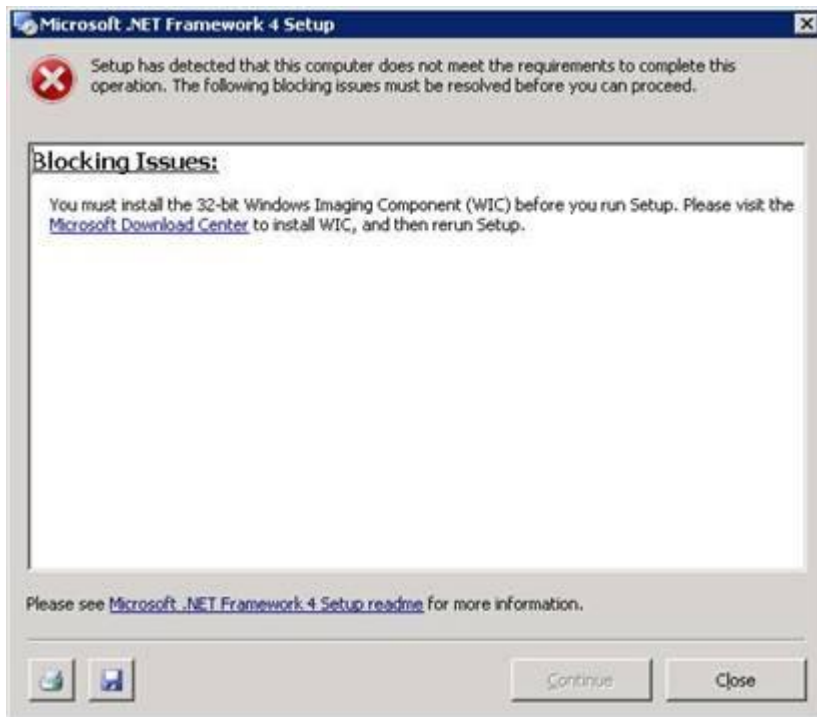 Microsoft .NET Framework 4 Setup
Setup has detected that this computer does not meet the requirements to complete this
operation. The following blocking issues must be resolved before you can proceed.
Blocking Issues:
You must install the 32-bit Windows Imaging Component (WIC) before you run Setup. Please visit the
Microsoft Download Center to install WIC, and then rerun Setup.
Please see Microsoft .NET Framework 4 Setup readme for more information.
Continue
Close